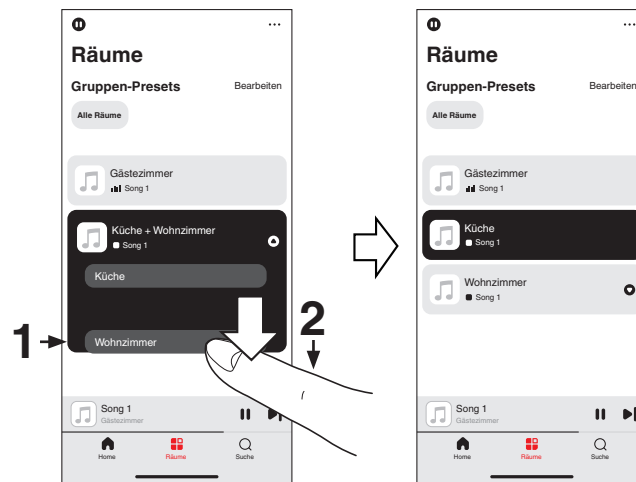 Räume
Gruppen-Presets Bearbeiten
Alle Räume
Gästezimmer
Song 1
Küche + Wohnzimmer
Song 1
Küche
Wohnzimmer
1
2
Song 1
Gästezimmer
Home Räume Suche
Räume
Gruppen-Presets Bearbeiten
Alle Räume
Gästezimmer
Song 1
Küche
Song 1
Wohnzimmer
Song 1
Song 1
Gästezimmer
Home Räume Suche